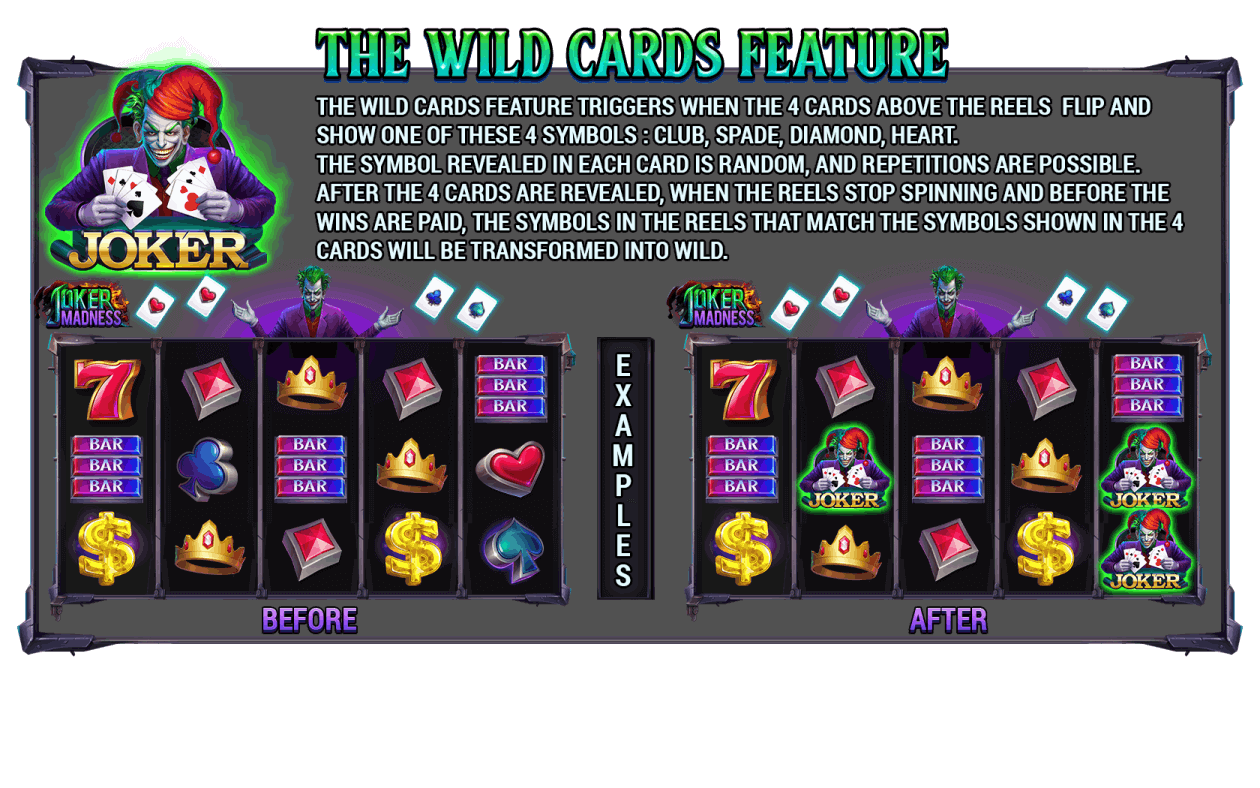 THE WILD CARDS FEATURE
THE WILD CARDS FEATURE TRIGGERS WHEN THE 4 CARDS ABOVE THE REELS FLIP AND
SHOW ONE OF THESE 4 SYMBOLS : CLUB, SPADE, DIAMOND, HEART.
THE SYMBOL REVEALED IN EACH CARD IS RANDOM, AND REPETITIONS ARE POSSIBLE.
AFTER THE 4 CARDS ARE REVEALED, WHEN THE REELS STOP SPINNING AND BEFORE THE
WINS ARE PAID, THE SYMBOLS IN THE REELS THAT MATCH THE SYMBOLS SHOWN IN THE 4
CARDS WILL BE TRANSFORMED INTO WILD.
JOKER
JOKER
MADNESS
7
BAR
BAR
BAR
BAR
BAR
BAR
BAR
BAR
BAR
$
$
BEFORE
EXAMPLES
JOKER
MADNESS
7
BAR
BAR
BAR
BAR
BAR
BAR
JOKER
BAR
BAR
BAR
JOKER
$
$
JOKER
AFTER